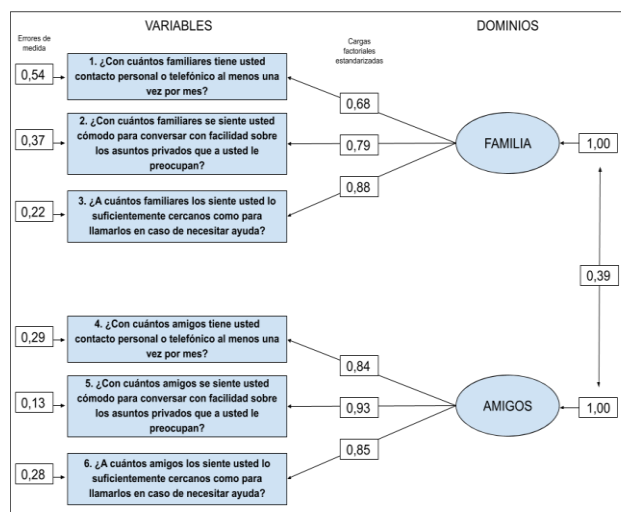 VARIABLES
DOMINIOS
Errores de
medida
Cargas
factoriales
estandarizadas
0,54
1. ¿Con cuántos familiares tiene usted
contacto personal o telefónico al menos una
vez por mes?
0,68
0,37
2. ¿Con cuántos familiares se siente usted
cómodo para conversar con facilidad sobre
los asuntos privados que a usted le
preocupan?
0,79
FAMILIA
1,00
0,22
3. ¿A cuántos familiares los siente usted lo
suficientemente cercanos como para
llamarlos en caso de necesitar ayuda?
0,88
0,39
0,29
4. ¿Con cuántos amigos tiene usted
contacto personal o telefónico al menos una
vez por mes?
0,84
0,13
5. ¿Con cuántos amigos se siente usted
cómodo para conversar con facilidad sobre
los asuntos privados que a usted le
preocupan?
0,93
AMIGOS
1,00
0,28
6. ¿A cuántos amigos los siente usted lo
suficientemente cercanos como para
llamarlos en caso de necesitar ayuda?
0,85